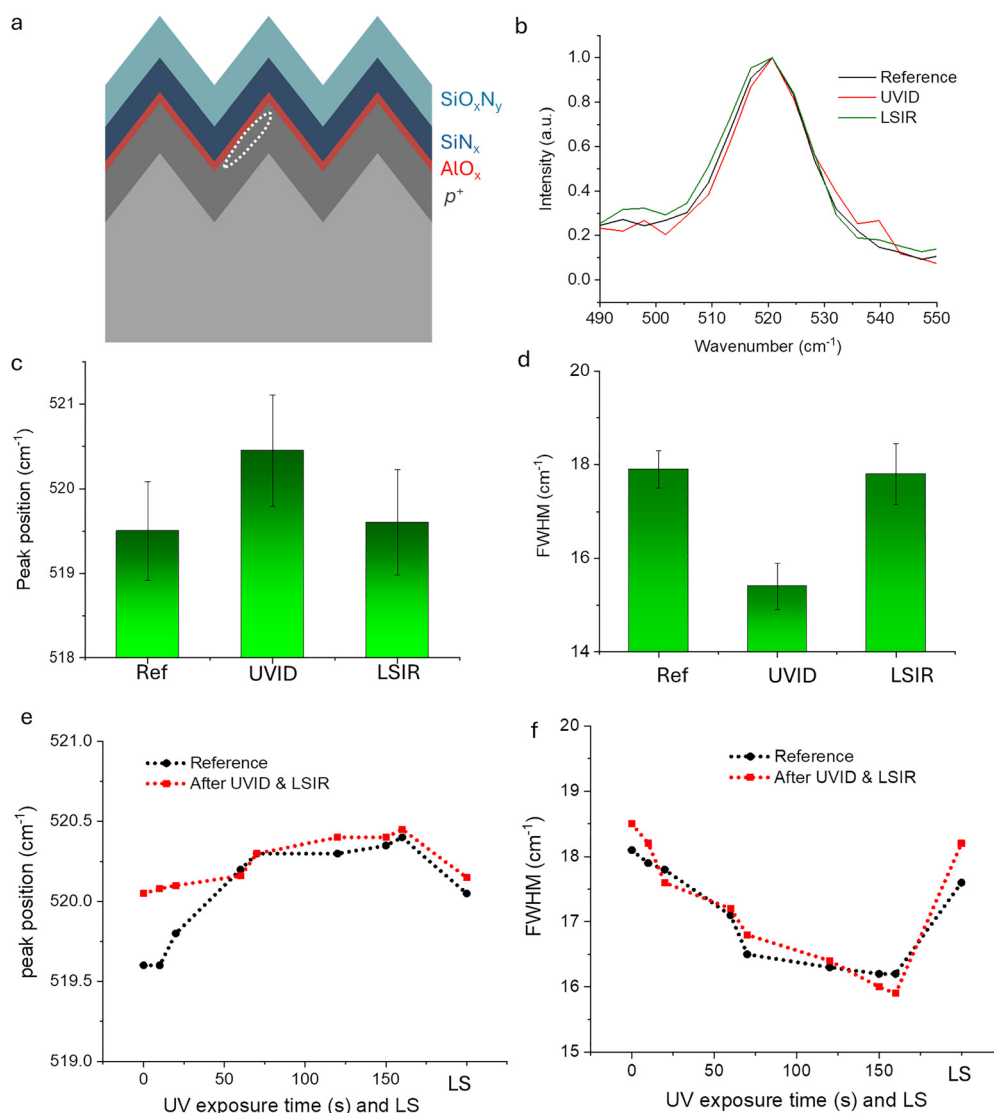 a
SiOxNy
SiNx
AlOx
p+
b
Reference
UVID
LSIR
Intensity (a.u.)
1.0
0.8
0.6
0.4
0.2
0.0
490 500 510 520 530 540 550
Wavenumber (cm-1)
c
Peak position (cm-1)
521
520
519
518
Ref UVID LSIR
d
FWHM (cm-1)
20
18
16
14
Ref UVID LSIR
e
Reference
After UVID & LSIR
peak position (cm-1)
521.0
520.5
520.0
519.5
519.0
0 50 100 150 LS
UV exposure time (s) and LS
f
Reference
After UVID & LSIR
FWHM (cm-1)
20
19
18
17
16
15
0 50 100 150 LS
UV exposure time (s) and LS